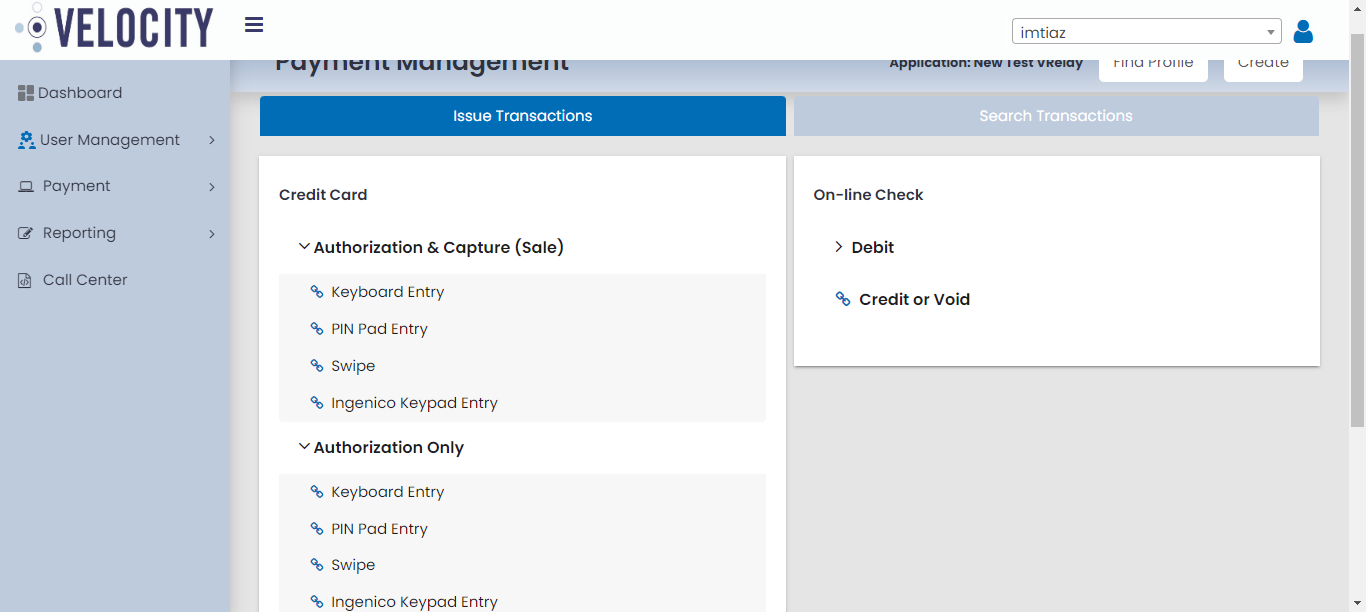 VELOCITY
imtiaz
Payment Management
Application: New Test VRelay
Find Profile
Create
Dashboard
User Management
Payment
Reporting
Call Center
Issue Transactions
Search Transactions
Credit Card
Authorization & Capture (Sale)
Keyboard Entry
PIN Pad Entry
Swipe
Ingenico Keypad Entry
Authorization Only
Keyboard Entry
PIN Pad Entry
Swipe
Ingenico Keypad Entry
On-line Check
Debit
Credit or Void